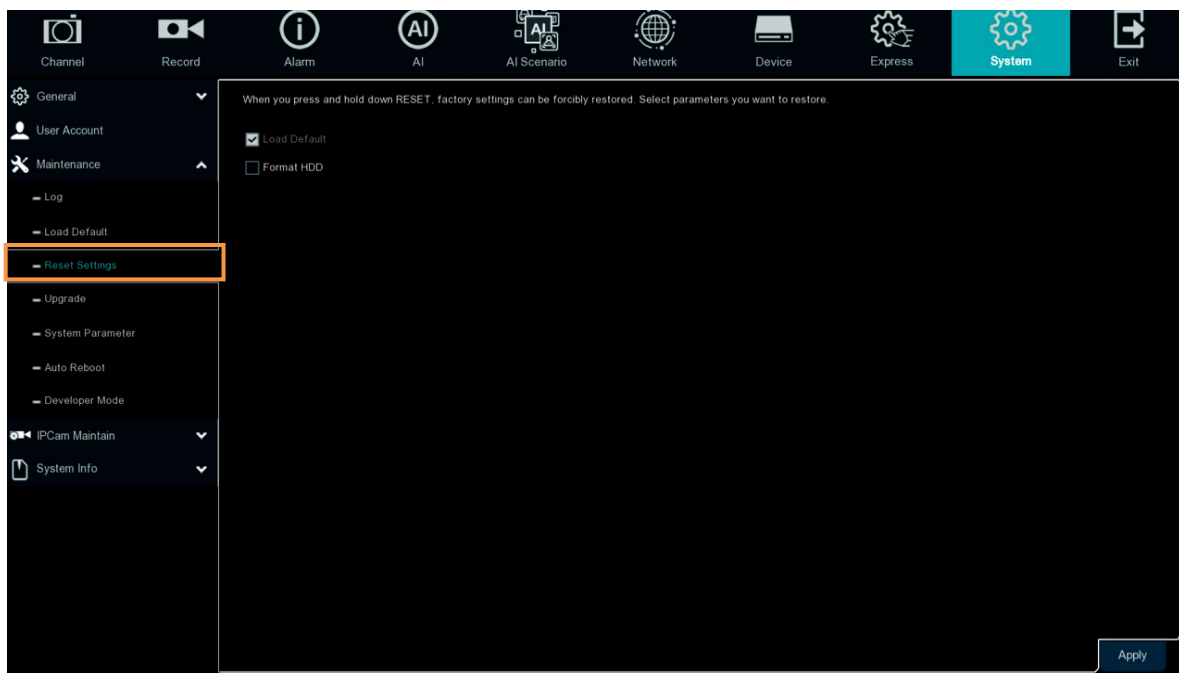 Channel
Record
Alarm
AI
AI
AI
AI Scenario
Network
Device
Express
System
Exit
General
User Account
Maintenance
Log
Load Default
Reset Settings
Upgrade
System Parameter
Auto Reboot
Developer Mode
IPCam Maintain
System Info
When you press and hold down RESET, factory settings can be forcibly restored. Select parameters you want to restore.
Load Default
Format HDD
Apply